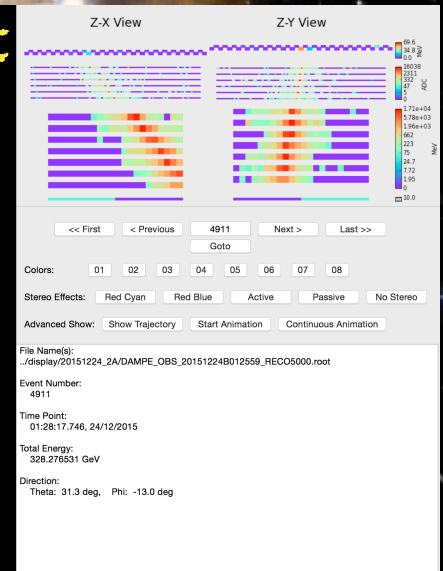 Z-X View Z-Y View
69.6
34.8
0.0
MeV
16038
2311
332
47
5
0
ADC
1.71e+04
5.78e+03
1.96e+03
662
223
75
24.7
7.72
1.95
0
MeV
10.0
<< First < Previous 4911 Next > Last >>
Goto
Colors: 01 02 03 04 05 06 07 08
Stereo Effects: Red Cyan Red Blue Active Passive No Stereo
Advanced Show: Show Trajectory Start Animation Continuous Animation
File Name(s):
../display/20151224_2A/DAMPE_OBS_20151224B012559_RECO5000.root
Event Number:
4911
Time Point:
01:28:17.746, 24/12/2015
Total Energy:
328.276531 GeV
Direction:
Theta: 31.3 deg, Phi: -13.0 deg